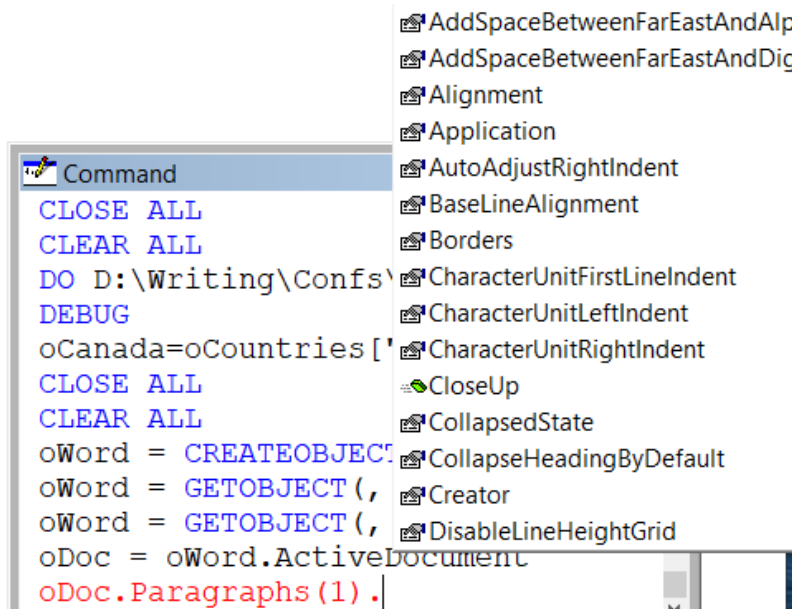 AddSpaceBetweenFarEastAndAlp
AddSpaceBetweenFarEastAndDig
Alignment
Application
AutoAdjustRightIndent
BaseLineAlignment
Borders
CharacterUnitFirstLineIndent
CharacterUnitLeftIndent
CharacterUnitRightIndent
CloseUp
CollapsedState
CollapseHeadingByDefault
Creator
DisableLineHeightGrid
Command
CLOSE ALL
CLEAR ALL
DO D:\Writing\Confs\
DEBUG
oCanada=oCountries["
CLOSE ALL
CLEAR ALL
oWord = CREATEOBJECT
oWord = GETOBJECT(,
oWord = GETOBJECT(,
oDoc = oWord.ActiveDocument
oDoc.Paragraphs(1).